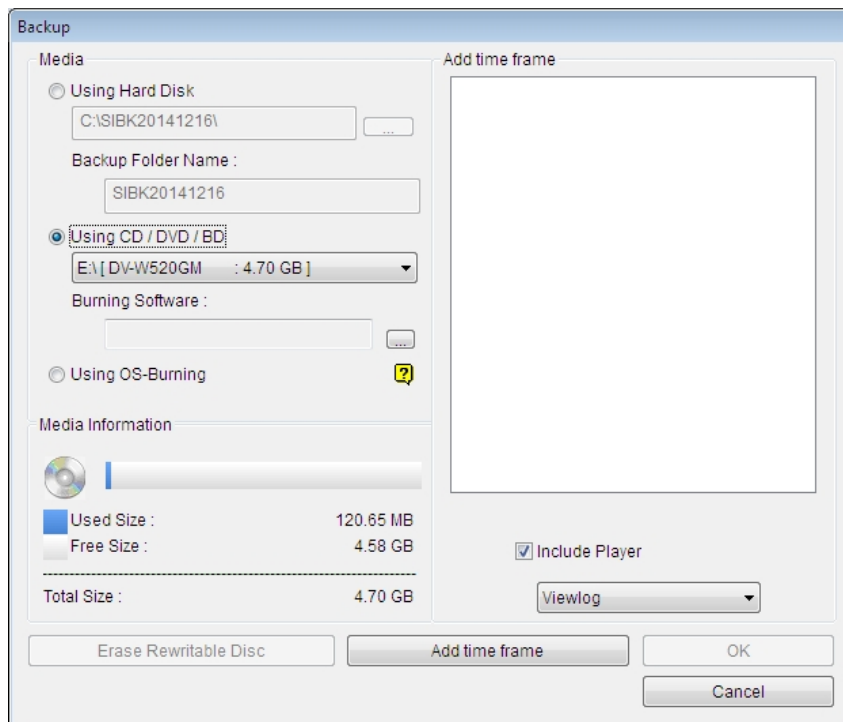 Backup
Media
Using Hard Disk
C:\SIBK20141216\
...
Backup Folder Name :
SIBK20141216
Using CD / DVD / BD
E:\ [ DV-W520GM : 4.70 GB ]
Burning Software :
...
Using OS-Burning
?
Media Information
Used Size : 120.65 MB
Free Size : 4.58 GB
Total Size : 4.70 GB
Add time frame
Include Player
Viewlog
Erase Rewritable Disc
Add time frame
OK
Cancel